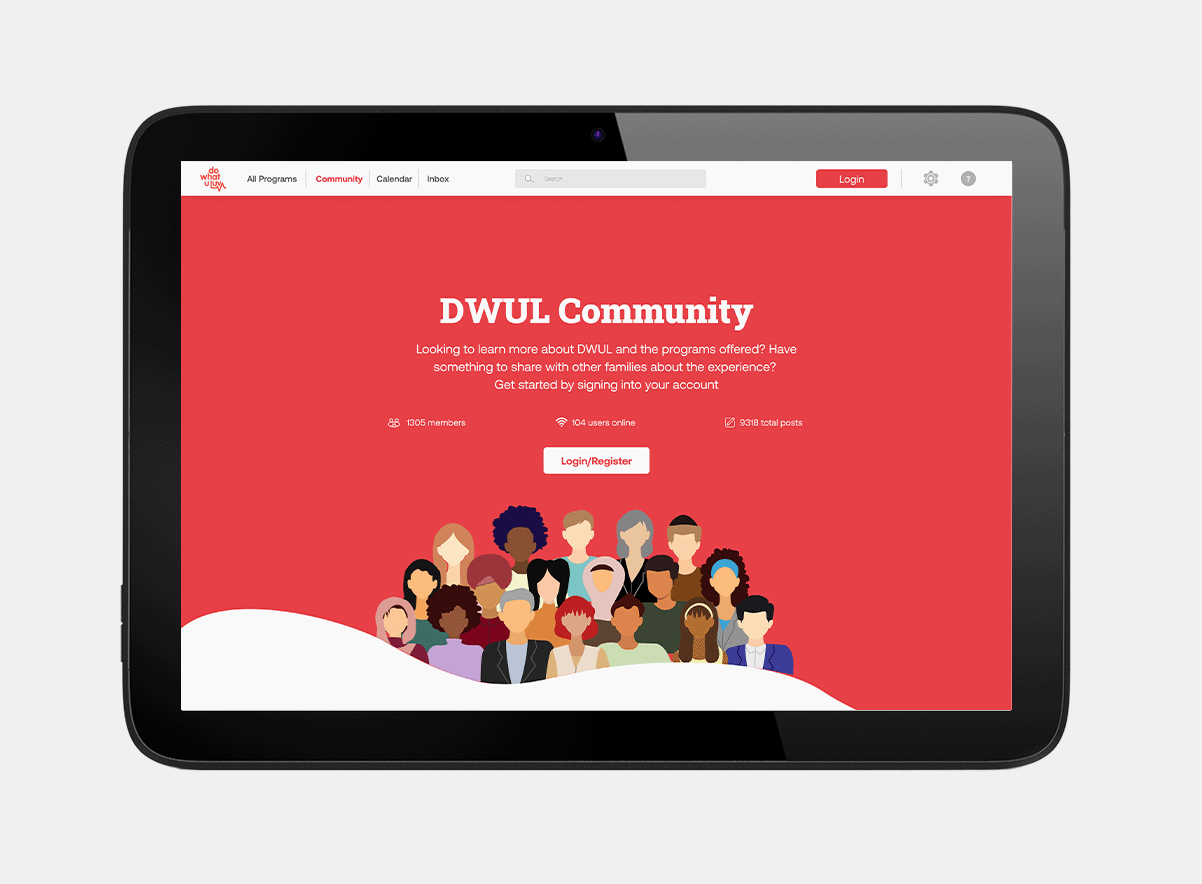 do
what
u luv
All Programs
Community
Calendar
Inbox
Search...
Login
?
DWUL Community
Looking to learn more about DWUL and the programs offered? Have
something to share with other families about the experience?
Get started by signing into your account
1305 members
104 users online
9318 total posts
Login/Register